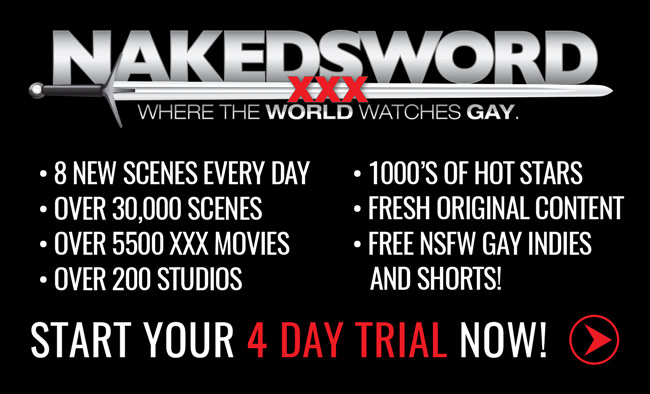 NAKEDSWORD
XXX
WHERE THE WORLD WATCHES GAY.
• 8 NEW SCENES EVERY DAY
• OVER 30,000 SCENES
• OVER 5500 XXX MOVIES
• OVER 200 STUDIOS
• 1000'S OF HOT STARS
• FRESH ORIGINAL CONTENT
• FREE NSFW GAY INDIES
AND SHORTS!
START YOUR 4 DAY TRIAL NOW!